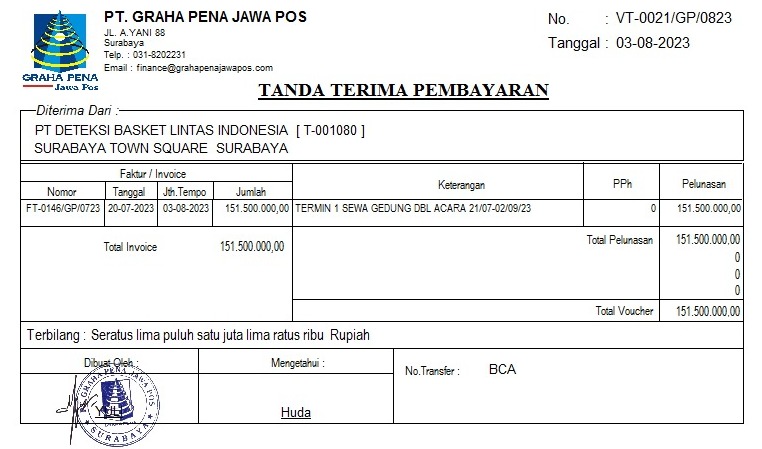 PT. GRAHA PENA JAWA POS
JL. A.YANI 88
Surabaya
Telp. : 031-8202231
Email : finance@grahapenajawapos.com
GRAHA PENA
Jawa Pos
No. : VT-0021/GP/0823
Tanggal : 03-08-2023
TANDA TERIMA PEMBAYARAN
Diterima Dari :
PT DETEKSI BASKET LINTAS INDONESIA [ T-001080 ]
SURABAYA TOWN SQUARE SURABAYA
Faktur / Invoice Keterangan PPh Pelunasan
Nomor Tanggal Jth.Tempo Jumlah
FT-0146/GP/0723 20-07-2023 03-08-2023 151.500.000,00 TERMIN 1 SEWA GEDUNG DBL ACARA 21/07-02/09/23 0 151.500.000,00
Total Invoice 151.500.000,00 Total Pelunasan 151.500.000,00
0
0
0
Total Voucher 151.500.000,00
Terbilang : Seratus lima puluh satu juta lima ratus ribu Rupiah
Dibuat Oleh : Mengetahui : No.Transfer : BCA
PT. GRAHA PENA JAWA POS
SURABAYA
Huda